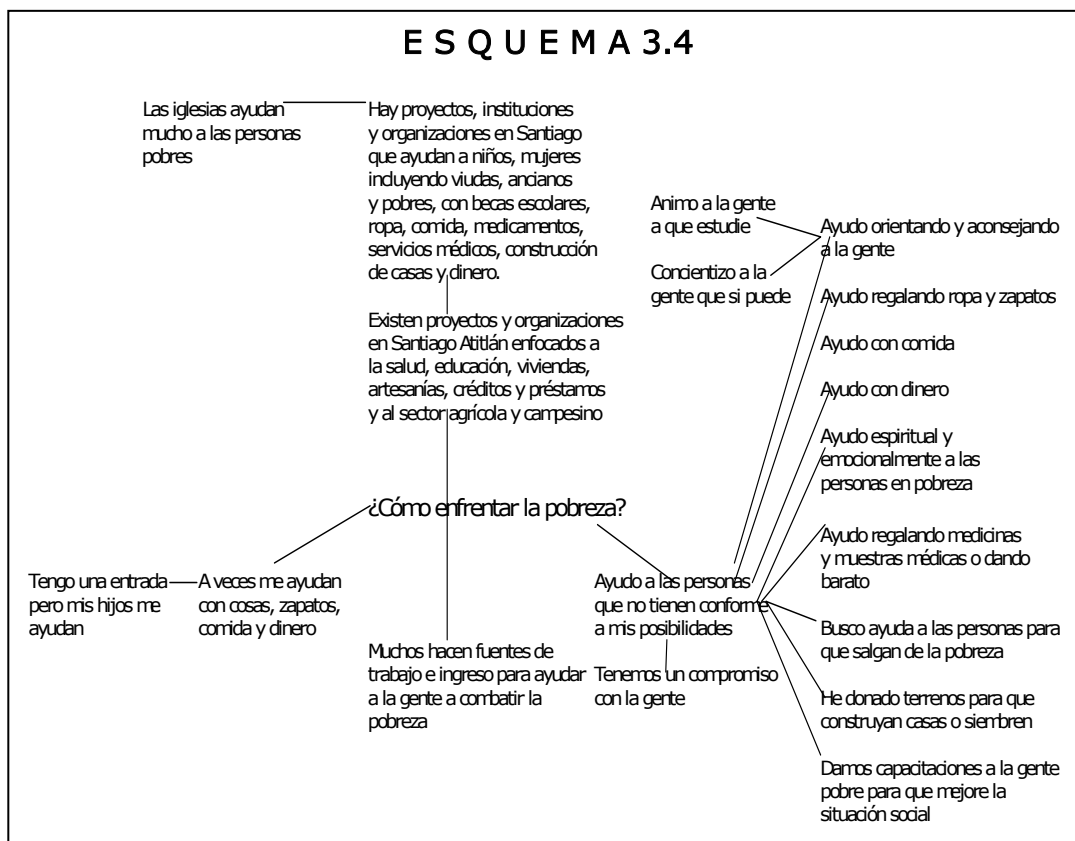 E S Q U E M A 3.4
Las iglesias ayudan
mucho a las personas
pobres
Hay proyectos, instituciones
y organizaciones en Santiago
que ayudan a niños, mujeres
incluyendo viudas, ancianos
y pobres, con becas escolares,
ropa, comida, medicamentos,
servicios médicos, construcción
de casas y dinero.
Existen proyectos y organizaciones
en Santiago Atitlán enfocados a
la salud, educación, viviendas,
artesanías, créditos y préstamos
y al sector agrícola y campesino
Animo a la gente
a que estudie
Concientizo a la
gente que si puede
Ayudo orientando y aconsejando
a la gente
Ayudo regalando ropa y zapatos
Ayudo con comida
Ayudo con dinero
Ayudo espiritual y
emocionalmente a las
personas en pobreza
¿Cómo enfrentar la pobreza?
Tengo una entrada
pero mis hijos me
ayudan
A veces me ayudan
con cosas, zapatos,
comida y dinero
Muchos hacen fuentes de
trabajo e ingreso para ayudar
a la gente a combatir la
pobreza
Ayudo a las personas
que no tienen conforme
a mis posibilidades
Tenemos un compromiso
con la gente
Ayudo regalando medicinas
y muestras médicas o dando
barato
Busco ayuda a las personas para
que salgan de la pobreza
He donado terrenos para que
construyan casas o siembren
Damos capacitaciones a la gente
pobre para que mejore la
situación social